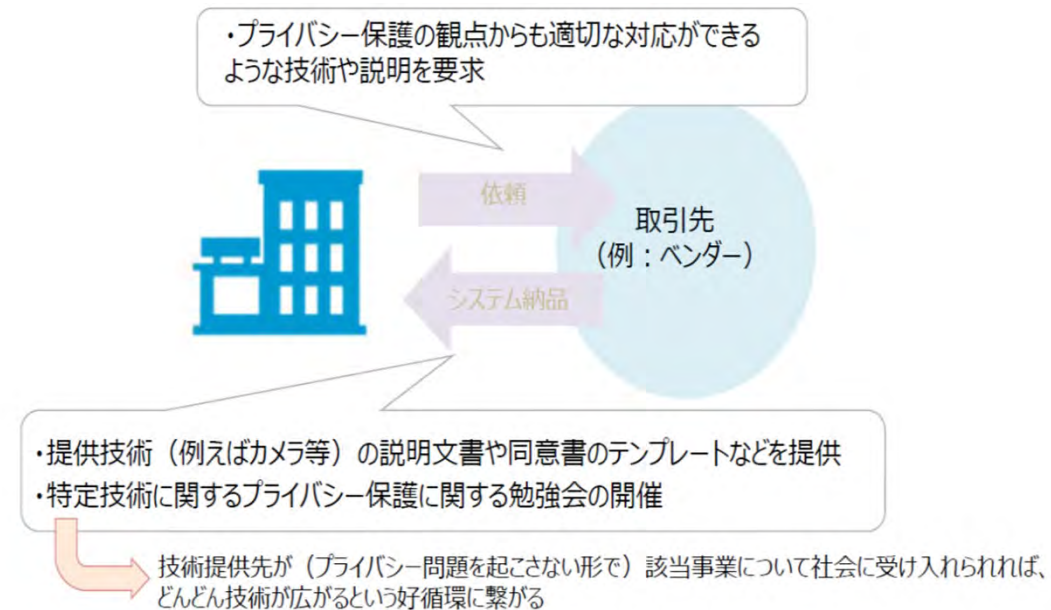 ・プライバシー保護の観点からも適切な対応ができる
ような技術や説明を要求
依頼
取引先
（例：ベンダー）
システム納品
・提供技術（例えばカメラ等）の説明文書や同意書のテンプレートなどを提供
・特定技術に関するプライバシー保護に関する勉強会の開催
技術提供先が（プライバシー問題を起こさない形で）該当事業について社会に受け入れられれば、
どんどん技術が広がるという好循環に繋がる